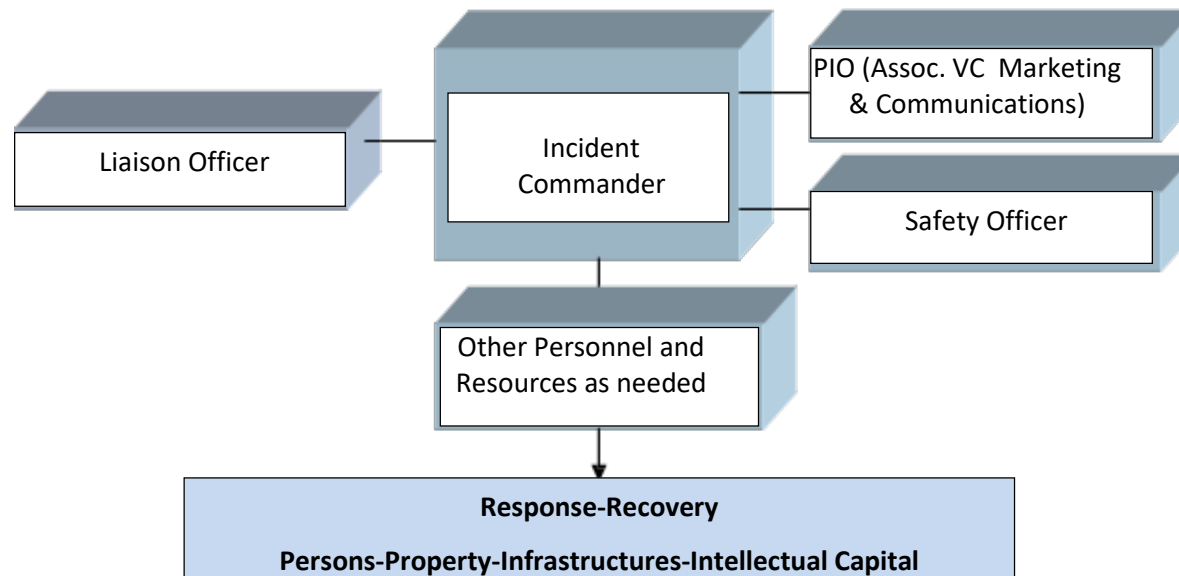 PIO (Assoc. VC  Marketing
& Communications)
Liaison Officer
Incident
Commander
Safety Officer
Other Personnel and
Resources as needed
Response-Recovery
Persons-Property-Infrastructures-Intellectual Capital